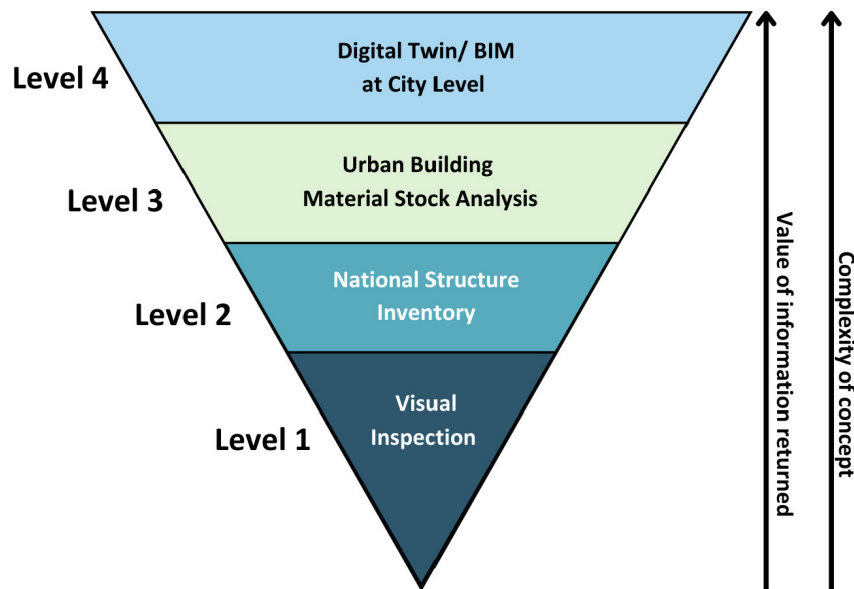 Level 4
Digital Twin/ BIM
at City Level
Level 3
Urban Building
Material Stock Analysis
Level 2
National Structure
Inventory
Level 1
Visual
Inspection
Value of information returned
Complexity of concept